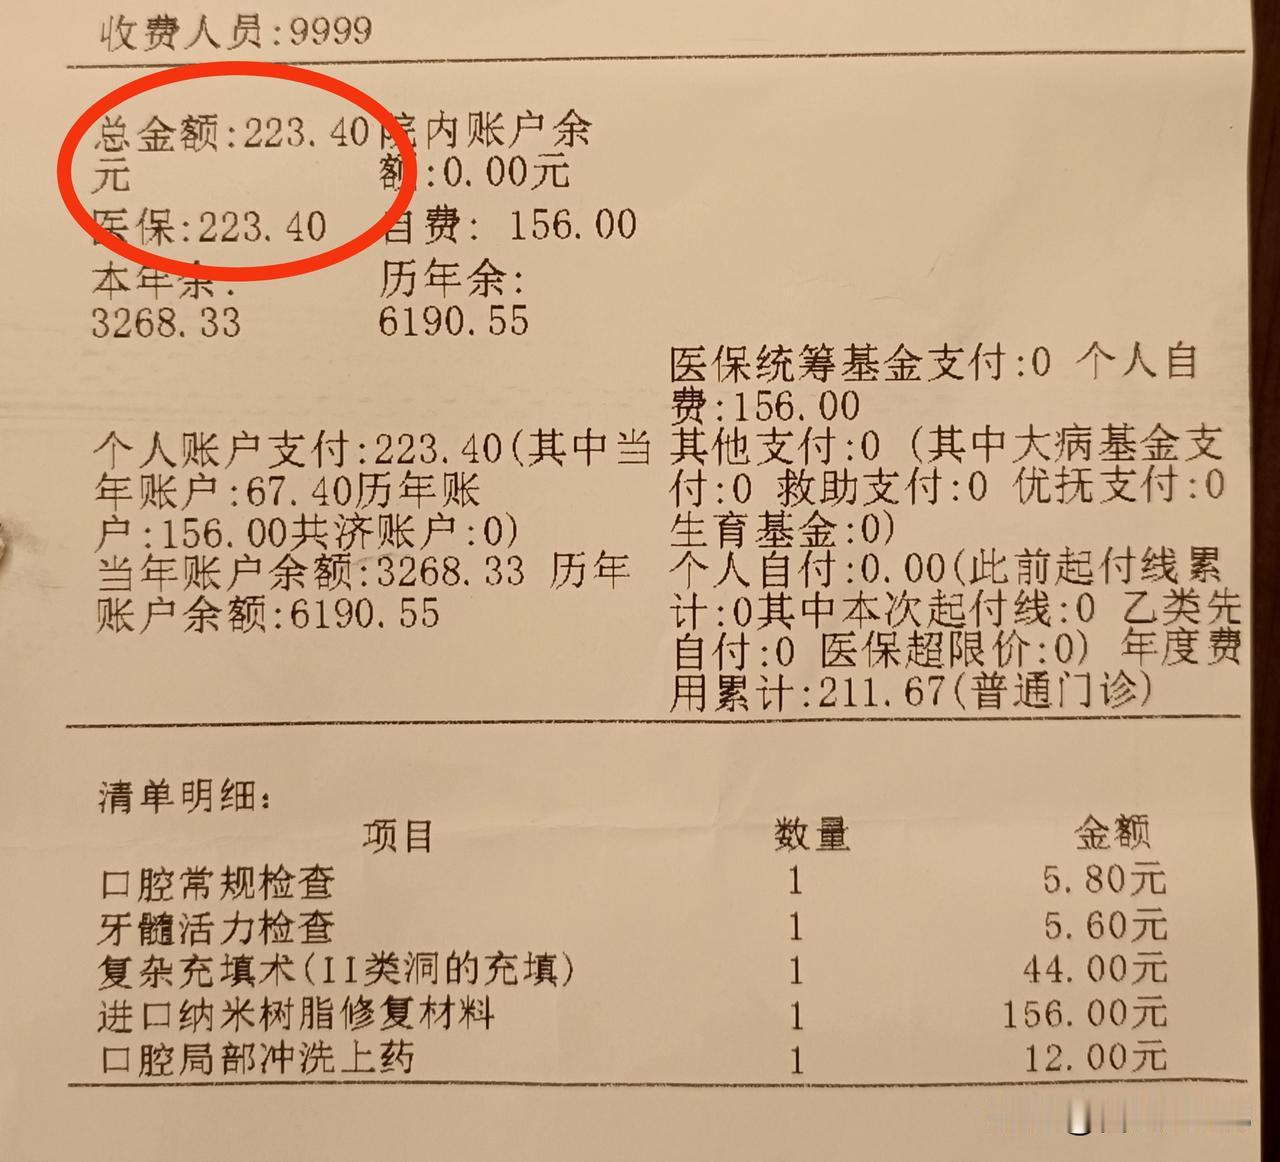 收费人员:9999
总金额:223.40元
院内账户余额:0.00元
医保:223.40
自费: 156.00
本年余:
3268.33
历年余:
6190.55
个人账户支付:223.40(其中当
年账户:67.40历年账
户:156.00共济账户:0)
当年账户余额:3268.33 历年
账户余额:6190.55
医保统筹基金支付:0 个人自
费:156.00
其他支付:0 (其中大病基金支
付:0 救助支付:0 优抚支付:0
生育基金:0)
个人自付:0.00(此前起付线累
计:0其中本次起付线:0 乙类先
自付:0 医保超限价:0) 年度费
用累计:211.67(普通门诊)
清单明细:
项目 数量 金额
口腔常规检查 1 5.80元
牙髓活力检查 1 5.60元
复杂充填术(II类洞的充填) 1 44.00元
进口纳米树脂修复材料 1 156.00元
口腔局部冲洗上药 1 12.00元